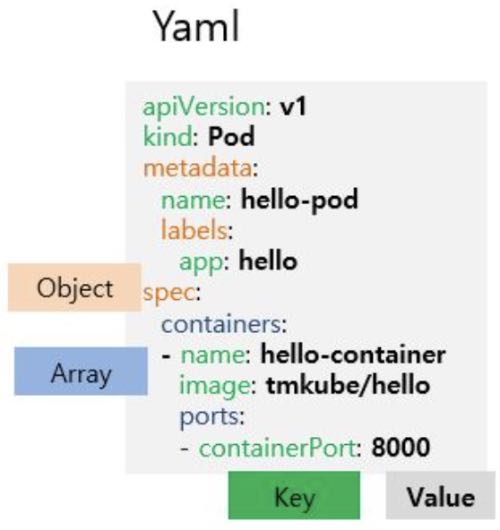 Yaml
apiVersion: v1
kind: Pod
metadata:
name: hello-pod
labels:
app: hello
Object
spec:
containers:
Array
- name: hello-container
image: tmkube/hello
ports:
- containerPort: 8000
Key
Value